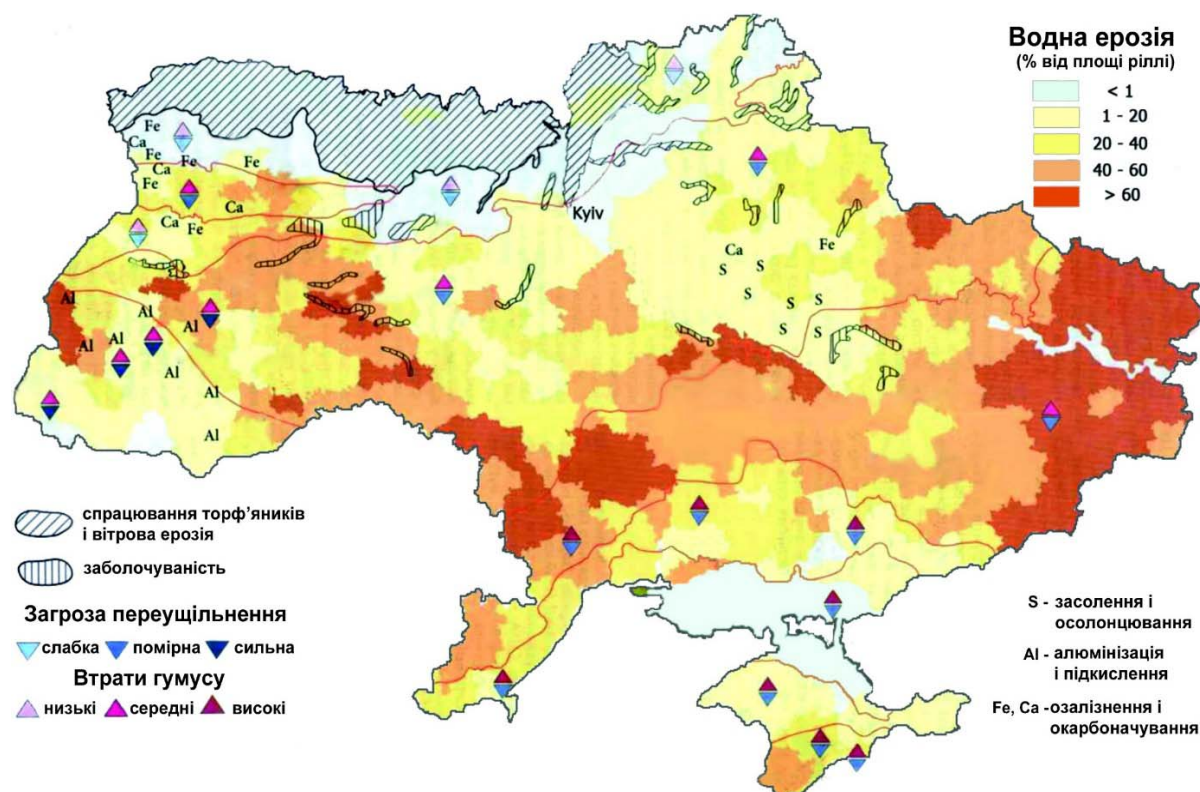 Водна ерозія
(% від площі ріллі)
< 1
1 - 20
20 - 40
40 - 60
> 60
Fe
Ca
Fe
Fe
Fe
Ca
Fe
Ca
Fe
Kyiv
Ca
Fe
S
S
S
S
S
S
S
Al
Al
Al
Al
Al
Al
Al
Al
спрацювання торф'яників
і вітрова ерозія
заболочуваність
Загроза переущільнення
слабка
помірна
сильна
Втрати гумусу
низькі
середні
високі
S - засолення і
осолонцювання
Al - алюмінізація
і підкислення
Fe, Ca -озалізнення і
окарбоначування